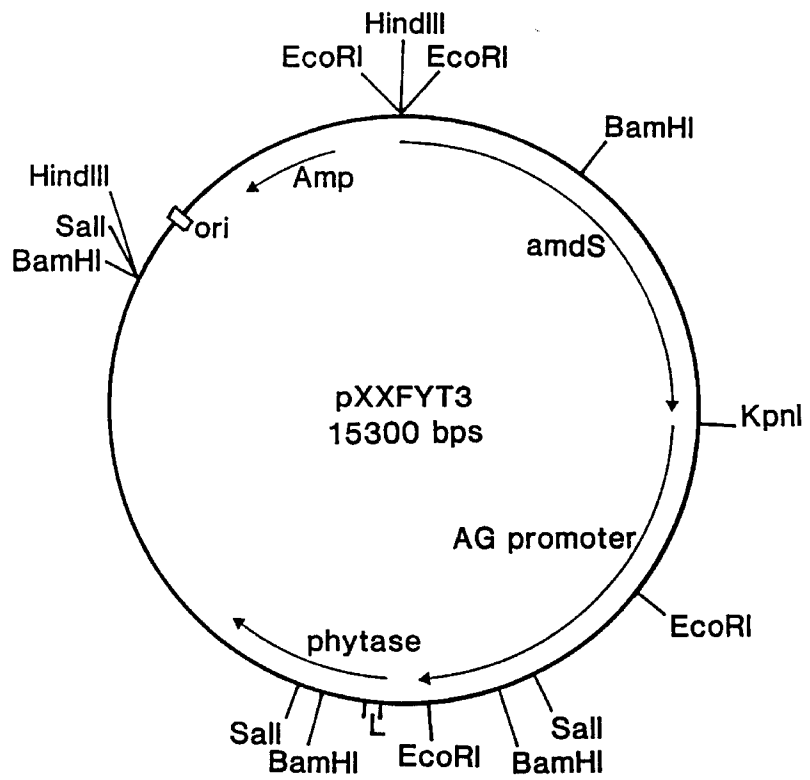 HindIII
EcoRI EcoRI
BamHI
HindIII
Amp
SalI
ori
BamHI
amdS
pXXFYT3
15300 bps
KpnI
AG promoter
EcoRI
phytase
SalI
L
SalI
BamHI
EcoRI
BamHI